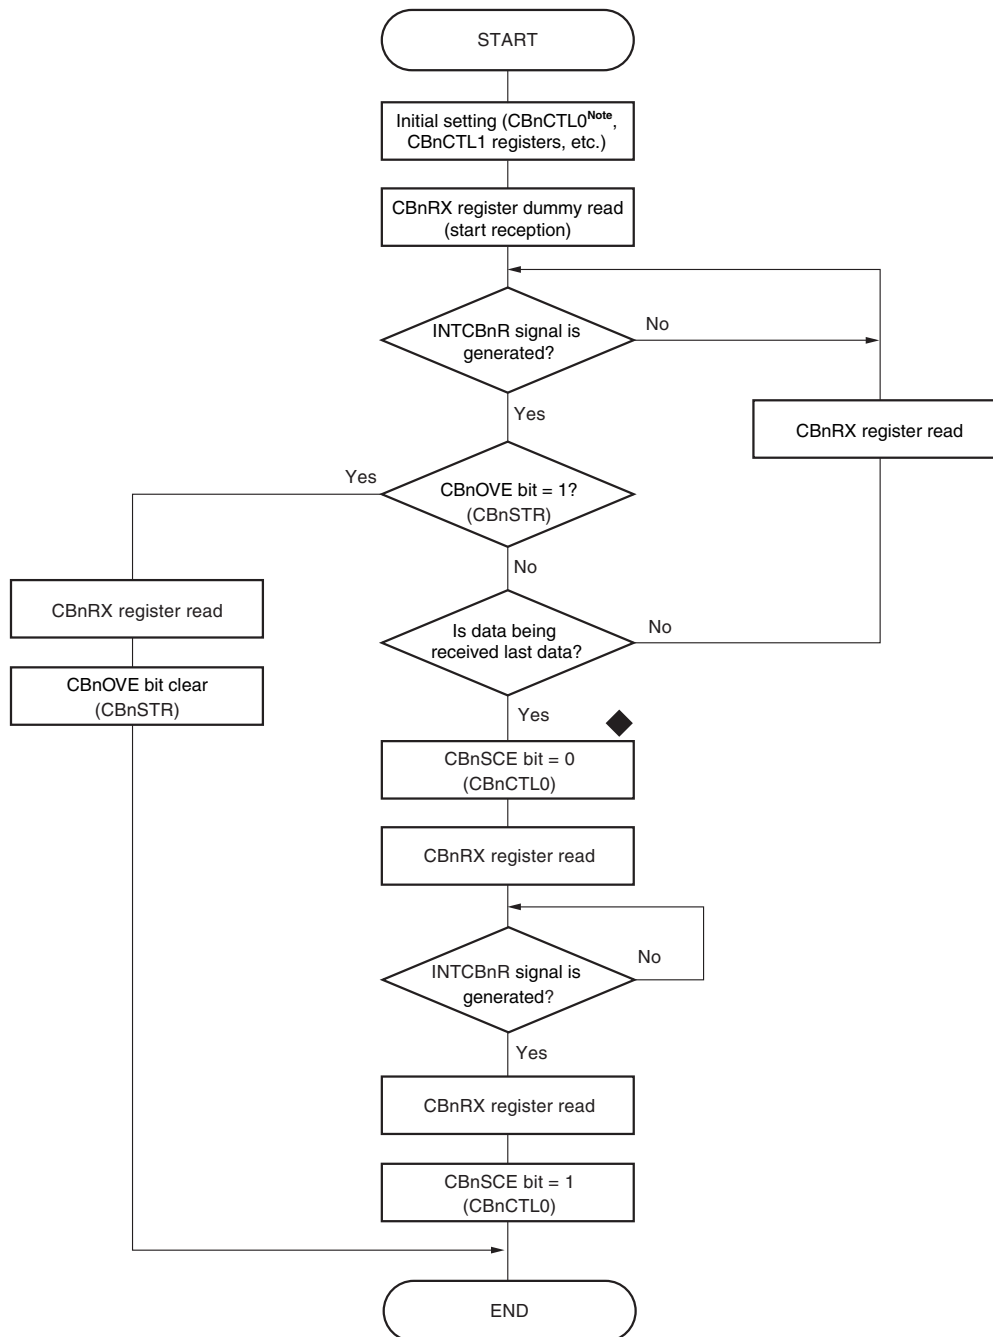 START
Initial setting (CBnCTL0Note,
CBnCTL1 registers, etc.)
CBnRX register dummy read
(start reception)
INTCBnR signal is
generated?
No
Yes
CBnRX register read
CBnOVE bit = 1?
(CBnSTR)
Yes
No
CBnRX register read
CBnOVE bit clear
(CBnSTR)
Is data being
received last data?
No
Yes
CBnSCE bit = 0
(CBnCTL0)
CBnRX register read
INTCBnR signal is
generated?
No
Yes
CBnRX register read
CBnSCE bit = 1
(CBnCTL0)
END